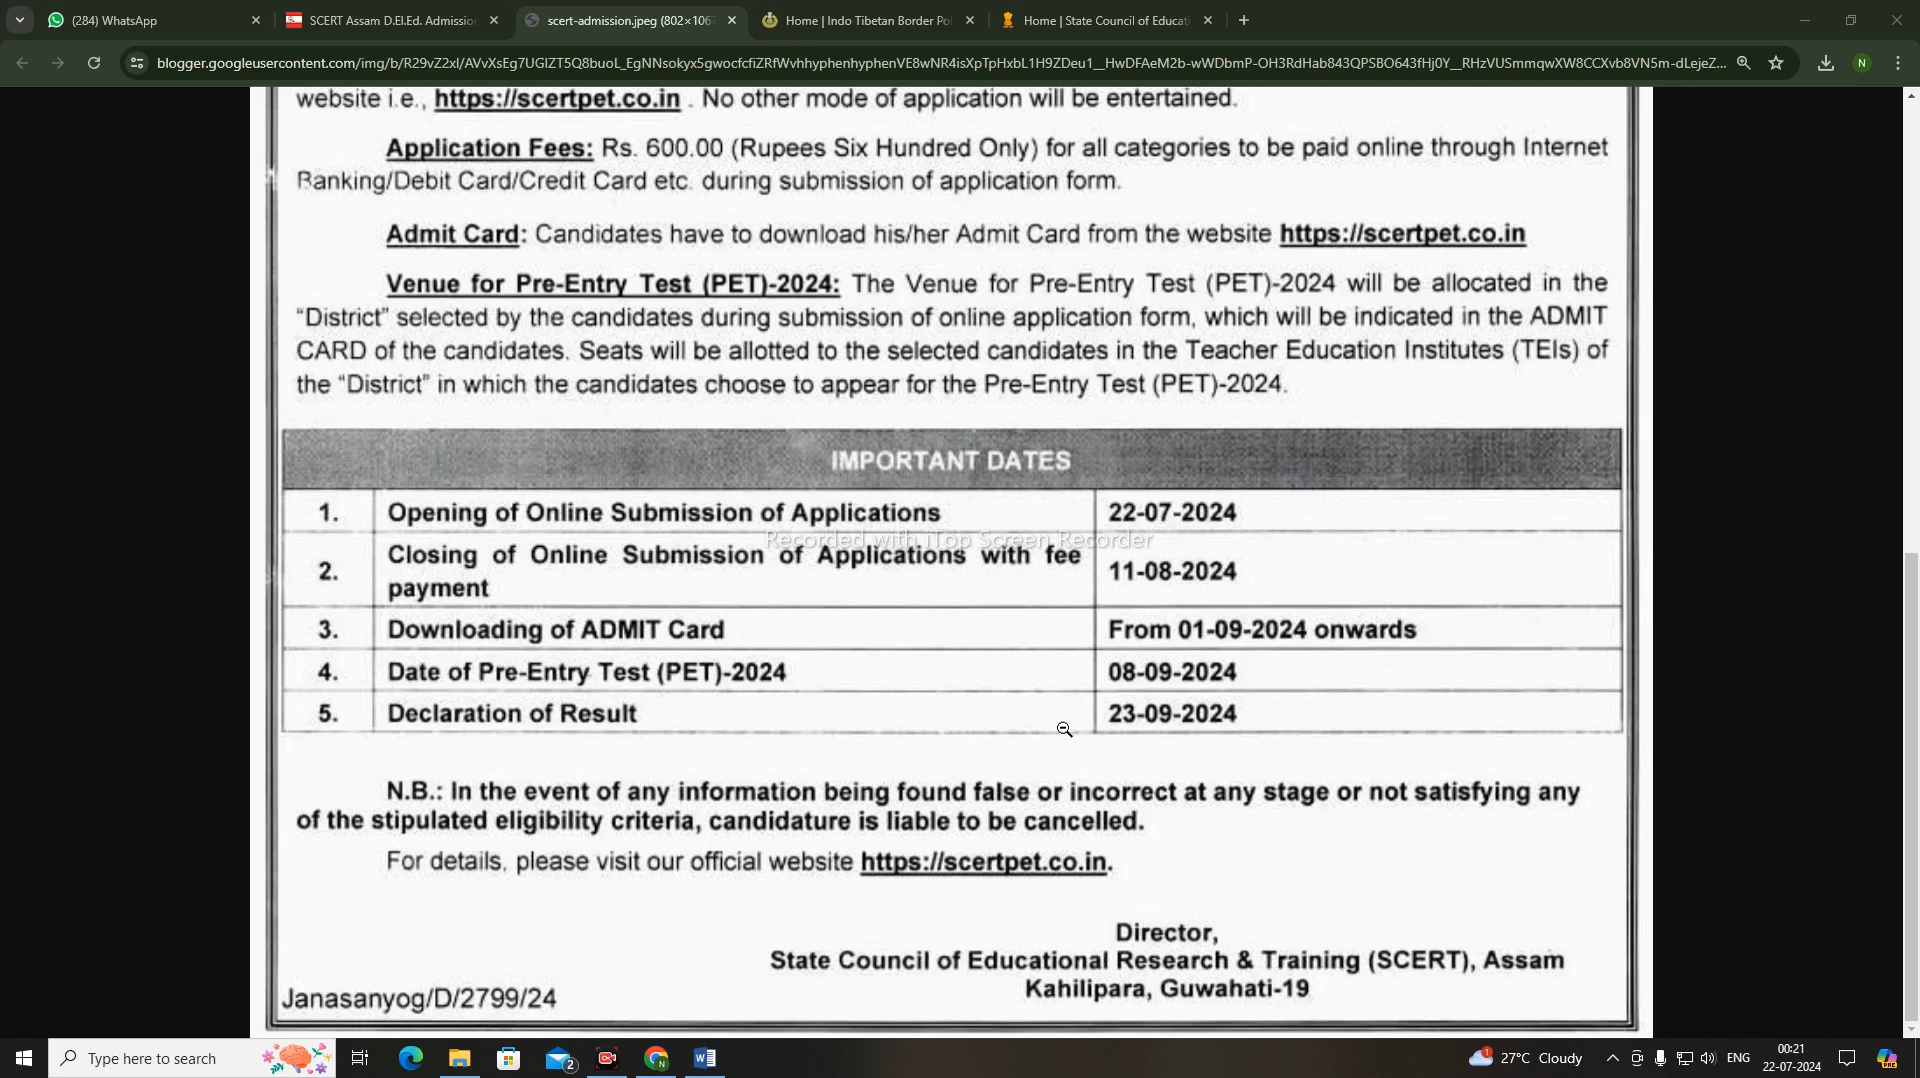 (284) WhatsApp
SCERT Assam D.El.Ed. Admission
scert-admission.jpeg (802×1067
Home | Indo Tibetan Border Pol
Home | State Council of Educati
blogger.googleusercontent.com/img/b/R29vZ2xl/
website i.e., https://scertpet.co.in . No other mode of application will be entertained.
Application Fees: Rs. 600.00 (Rupees Six Hundred Only) for all categories to be paid online through Internet
Banking/Debit Card/Credit Card etc. during submission of application form.
Admit Card: Candidates have to download his/her Admit Card from the website https://scertpet.co.in
Venue for Pre-Entry Test (PET)-2024: The Venue for Pre-Entry Test (PET)-2024 will be allocated in the
“District” selected by the candidates during submission of online application form, which will be indicated in the ADMIT
CARD of the candidates. Seats will be allotted to the selected candidates in the Teacher Education Institutes (TEIs) of
the “District” in which the candidates choose to appear for the Pre-Entry Test (PET)-2024.
IMPORTANT DATES
1. Opening of Online Submission of Applications 22-07-2024
Recorded with iTop Screen Recorder
2. Closing of Online Submission of Applications with fee
payment 11-08-2024
3. Downloading of ADMIT Card From 01-09-2024 onwards
4. Date of Pre-Entry Test (PET)-2024 08-09-2024
5. Declaration of Result 23-09-2024
N.B.: In the event of any information being found false or incorrect at any stage or not satisfying any
of the stipulated eligibility criteria, candidature is liable to be cancelled.
For details, please visit our official website https://scertpet.co.in.
Director,
State Council of Educational Research & Training (SCERT), Assam
Kahilipara, Guwahati-19
Janasanyog/D/2799/24
Type here to search
2
1
27°C Cloudy
ENG
00:21
22-07-2024